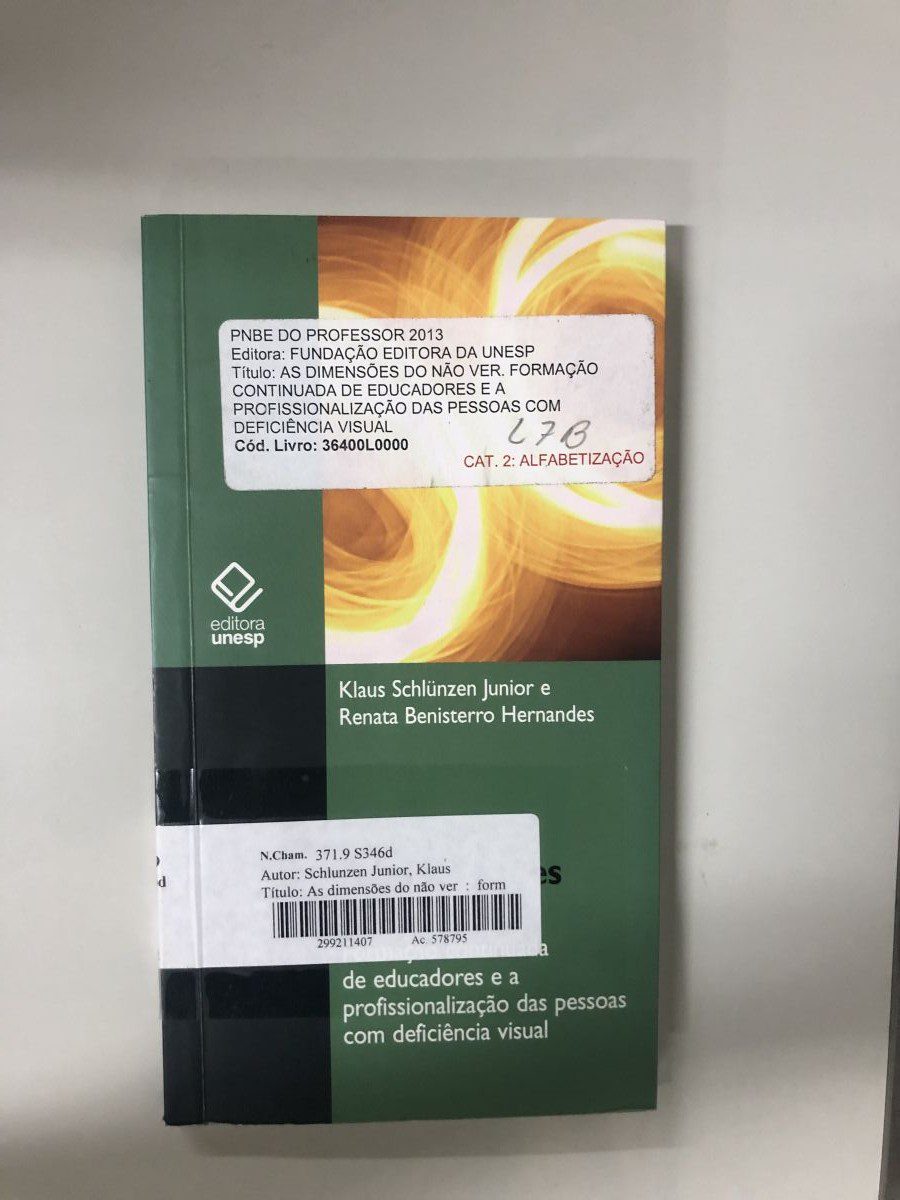 PNBE DO PROFESSOR 2013
Editora: FUNDAÇÃO EDITORA DA UNESP
Título: AS DIMENSÕES DO NÃO VER. FORMAÇÃO
CONTINUADA DE EDUCADORES E A
PROFISSIONALIZAÇÃO DAS PESSOAS COM
DEFICIÊNCIA VISUAL
L7B
Cód. Livro: 36400L0000
CAT. 2: ALFABETIZAÇÃO
editora
unesp
Klaus Schlünzen Junior e
Renata Benisterro Hernandes
N.Cham. 371.9 S346d
Autor: Schlunzen Junior, Klaus
Título: As dimensões do não ver : form
299211407 Ac. 578795
de educadores e a
profissionalização das pessoas
com deficiência visual